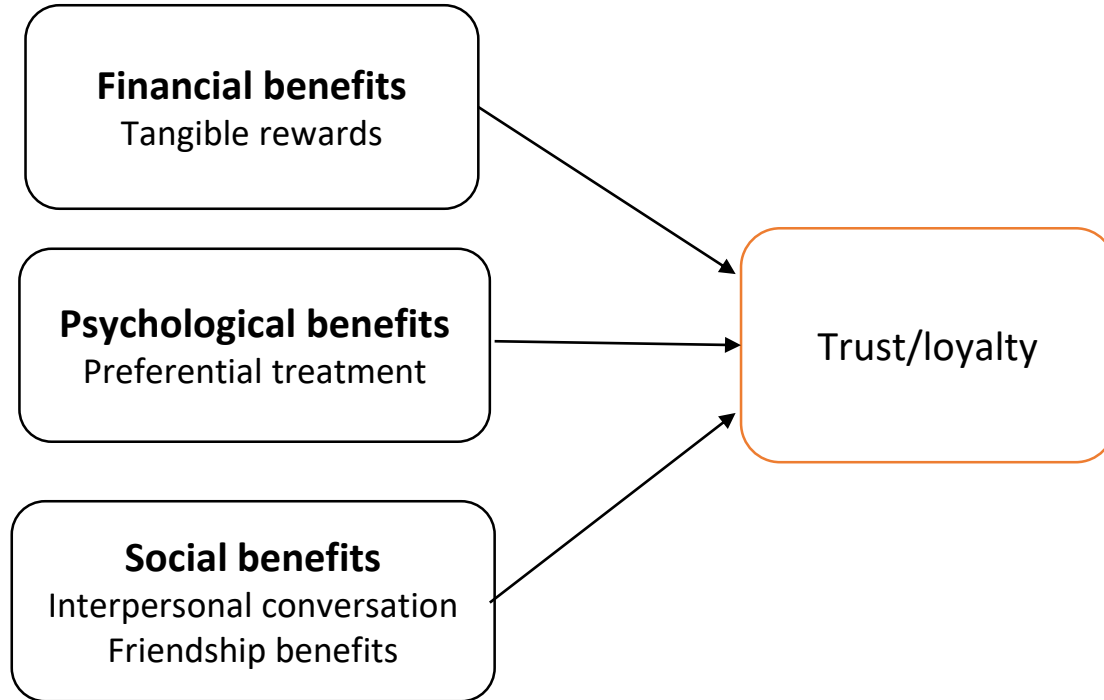 Financial benefits
Tangible rewards
Psychological benefits
Preferential treatment
Trust/loyalty
Social benefits
Interpersonal conversation
Friendship benefits